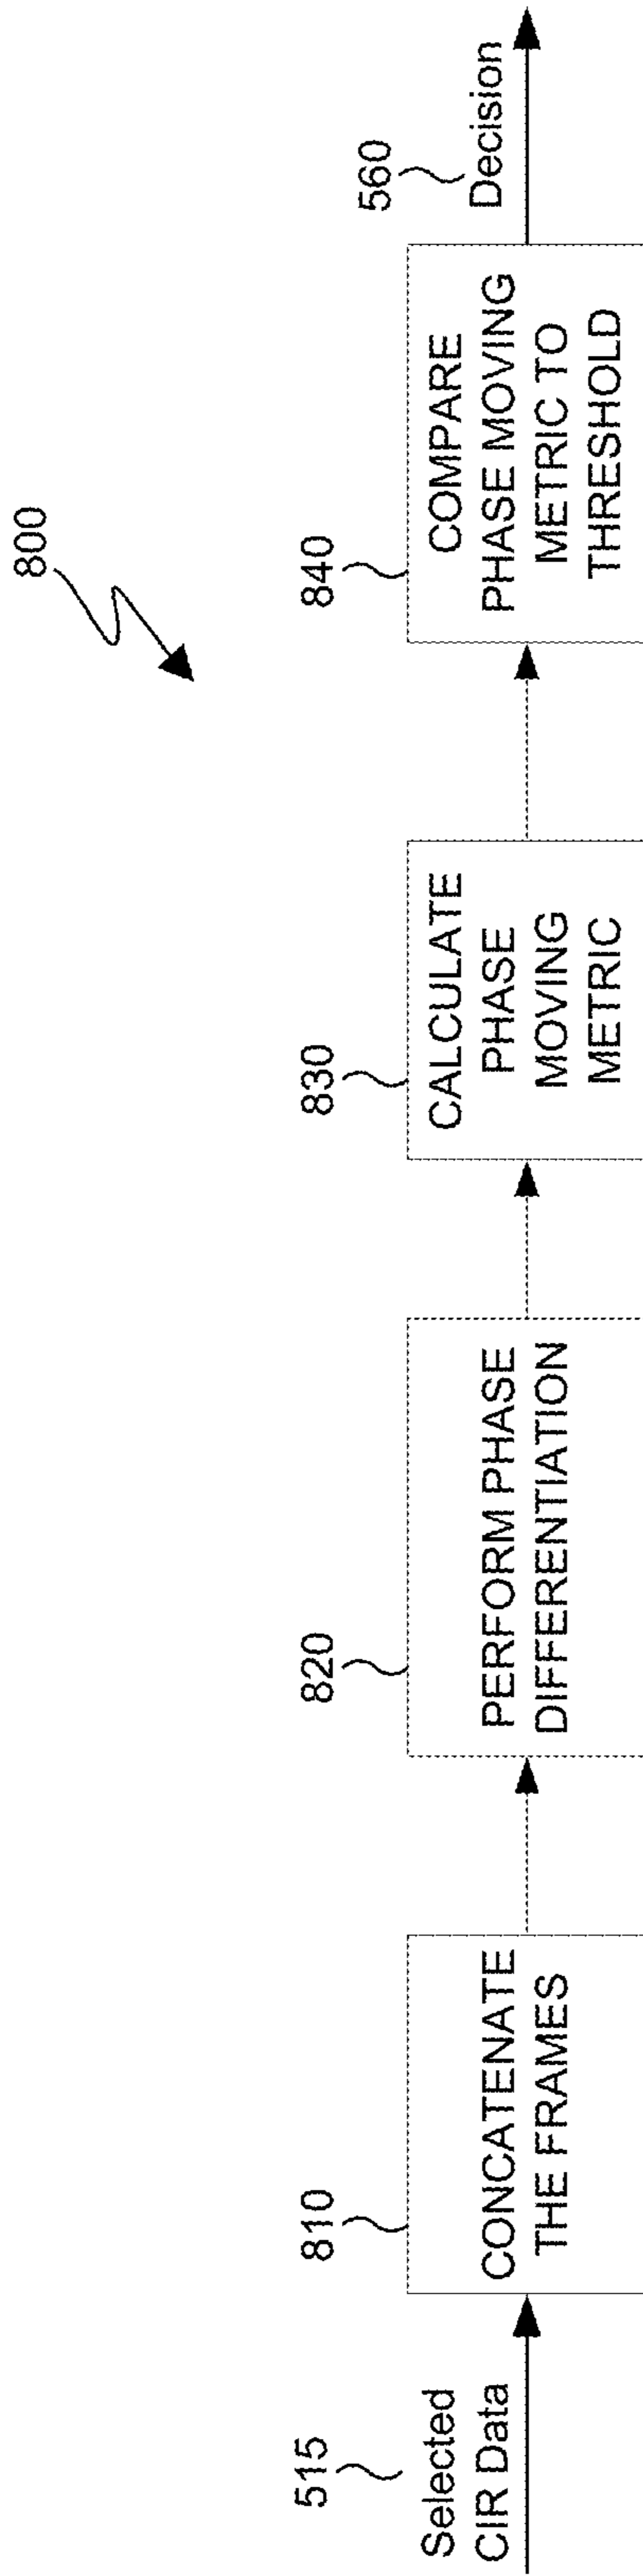 800
515
Selected
CIR Data
810
CONCATENATE
THE FRAMES
820
PERFORM PHASE
DIFFERENTIATION
830
CALCULATE
PHASE
MOVING
METRIC
840
COMPARE
PHASE MOVING
METRIC TO
THRESHOLD
560
Decision